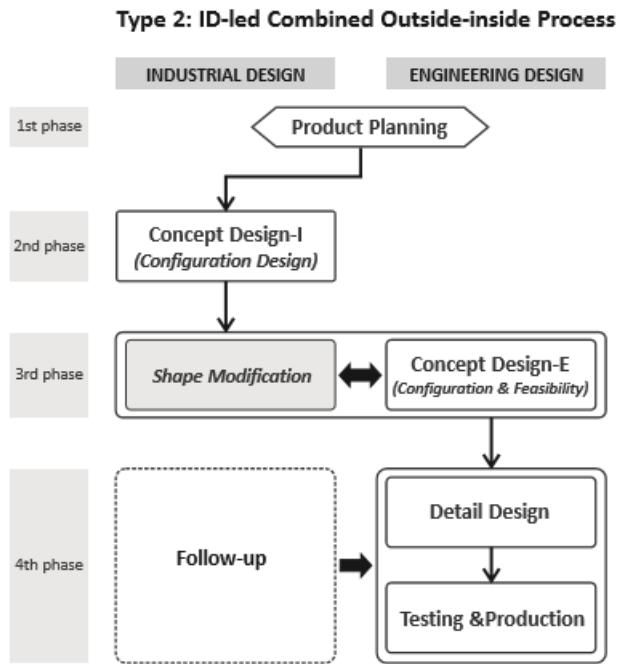 Type 2: ID-led Combined Outside-inside Process
INDUSTRIAL DESIGN
ENGINEERING DESIGN
1st phase
Product Planning
2nd phase
Concept Design-I
(Configuration Design)
3rd phase
Shape Modification
Concept Design-E
(Configuration & Feasibility)
4th phase
Follow-up
Detail Design
Testing &Production